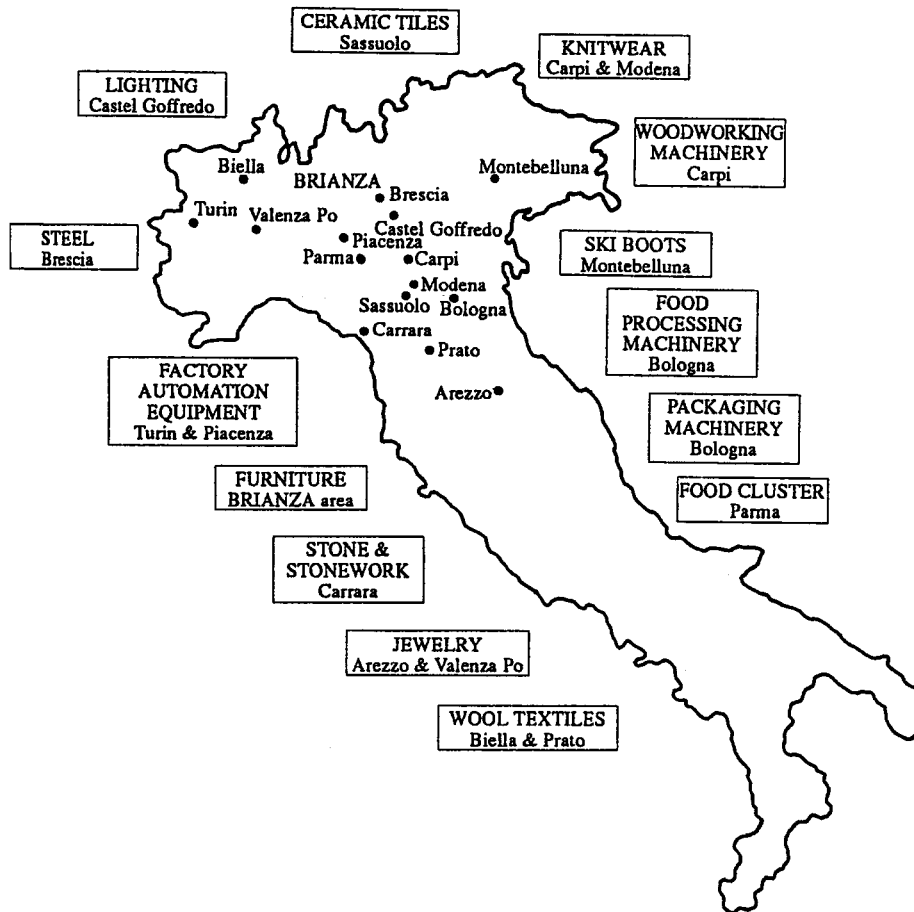 CERAMIC TILES
Sassuolo
KNITWEAR
Carpi & Modena
LIGHTING
Castel Goffredo
WOODWORKING
MACHINERY
Carpi
Biella
BRIANZA
Montebelluna
Brescia
Turin
Valenza Po
Castel Goffredo
STEEL
Brescia
Piacenza
SKI BOOTS
Montebelluna
Parma
Carpi
Modena
Sassuolo
Bologna
FOOD
PROCESSING
MACHINERY
Bologna
Carrara
Prato
FACTORY
AUTOMATION
EQUIPMENT
Turin & Piacenza
Arezzo
PACKAGING
MACHINERY
Bologna
FURNITURE
BRIANZA area
FOOD CLUSTER
Parma
STONE &
STONEWORK
Carrara
JEWELRY
Arezzo & Valenza Po
WOOL TEXTILES
Biella & Prato